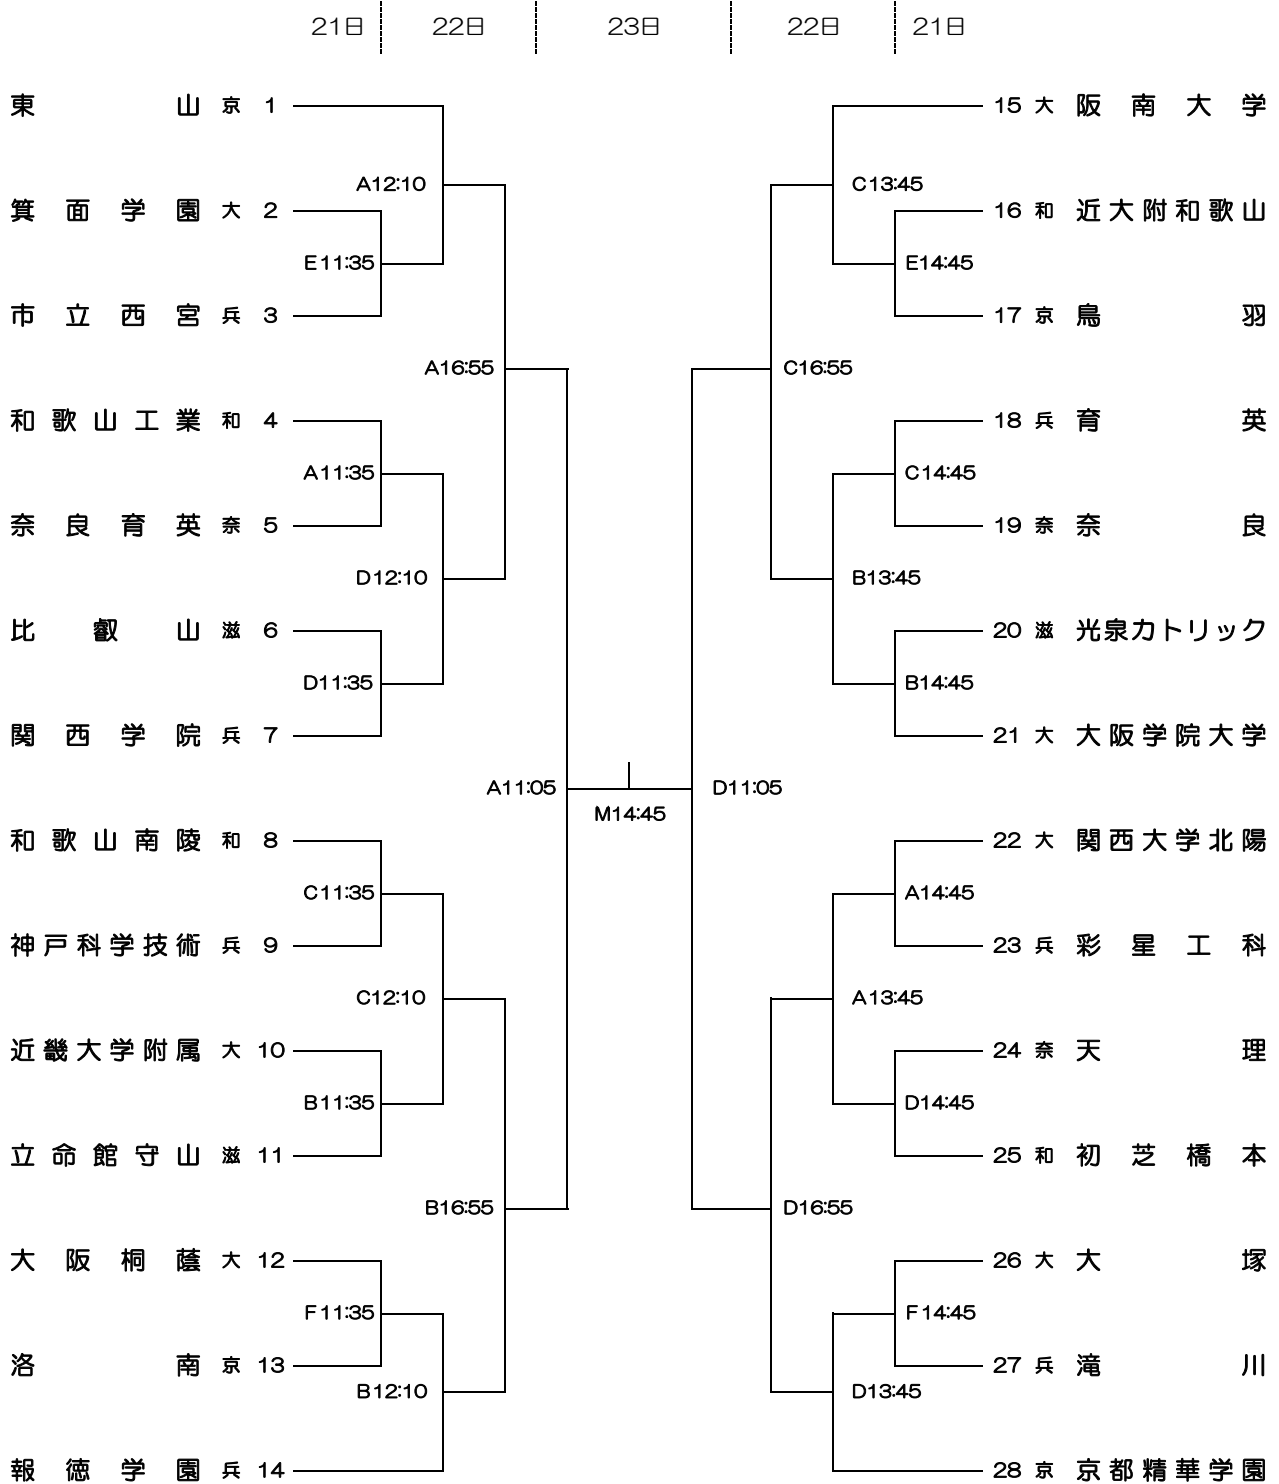 21日 22日 23日 22日 21日
東山 京 1
15 大 阪南大学
A12:10
C13:45
箕面学園 大 2
16 和 近大附和歌山
E11:35
E14:45
市立西宮 兵 3
17 京 鳥羽
A16:55
C16:55
和歌山工業 和 4
18 兵 育英
A11:35
C14:45
奈良育英 奈 5
19 奈 奈良
D12:10
B13:45
比叡山 滋 6
20 滋 光泉カトリック
D11:35
B14:45
関西学院 兵 7
21 大 大阪学院大学
A11:05
D11:05
M14:45
和歌山南陵 和 8
22 大 関西大学北陽
C11:35
A14:45
神戸科学技術 兵 9
23 兵 彩星工科
C12:10
A13:45
近畿大学附属 大 10
24 奈 天理
B11:35
D14:45
立命館守山 滋 11
25 和 初芝橋本
B16:55
D16:55
大阪桐蔭 大 12
26 大 大塚
F11:35
F14:45
洛南 京 13
27 兵 滝川
B12:10
D13:45
報徳学園 兵 14
28 京 京都精華学園